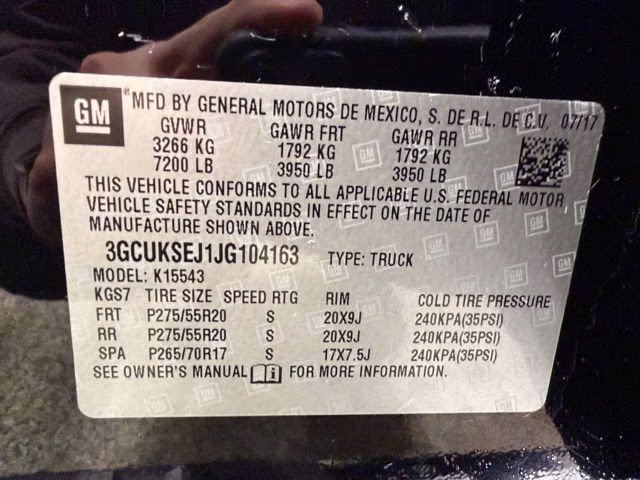 GM
MFD BY GENERAL MOTORS DE MEXICO, S. DE R.L. DE C.V. 07/17
GVWR GAWR FRT GAWR RR
3266 KG 1792 KG 1792 KG
7200 LB 3950 LB 3950 LB
THIS VEHICLE CONFORMS TO ALL APPLICABLE U.S. FEDERAL MOTOR
VEHICLE SAFETY STANDARDS IN EFFECT ON THE DATE OF
MANUFACTURE SHOWN ABOVE.
3GCUKSEJ1JG104163 TYPE: TRUCK
MODEL: K15543
KGS7 TIRE SIZE SPEED RTG RIM COLD TIRE PRESSURE
FRT P275/55R20 S 20X9J 240KPA(35PSI)
RR P275/55R20 S 20X9J 240KPA(35PSI)
SPA P265/70R17 S 17X7.5J 240KPA(35PSI)
SEE OWNER'S MANUAL i FOR MORE INFORMATION.